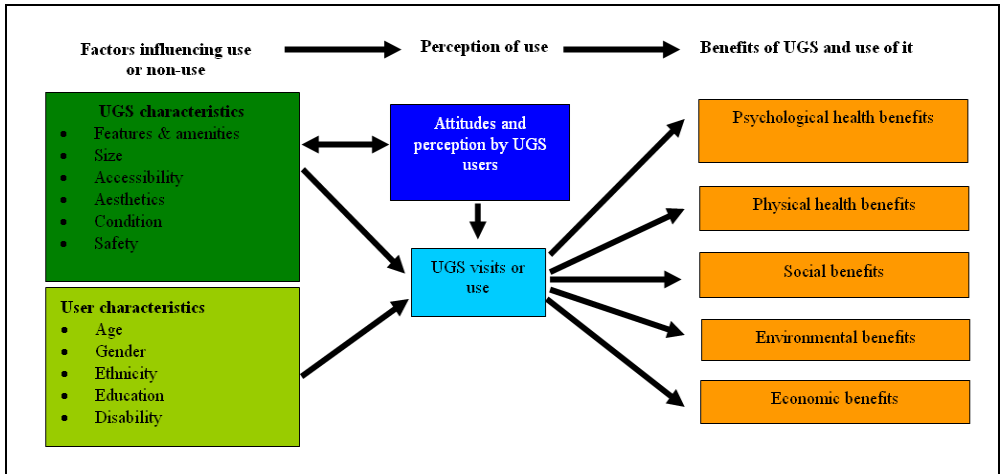 Factors influencing use
or non-use
Perception of use
Benefits of UGS and use of it
UGS characteristics
• Features & amenities
• Size
• Accessibility
• Aesthetics
• Condition
• Safety
User characteristics
• Age
• Gender
• Ethnicity
• Education
• Disability
Attitudes and
perception by UGS
users
UGS visits or
use
Psychological health benefits
Physical health benefits
Social benefits
Environmental benefits
Economic benefits